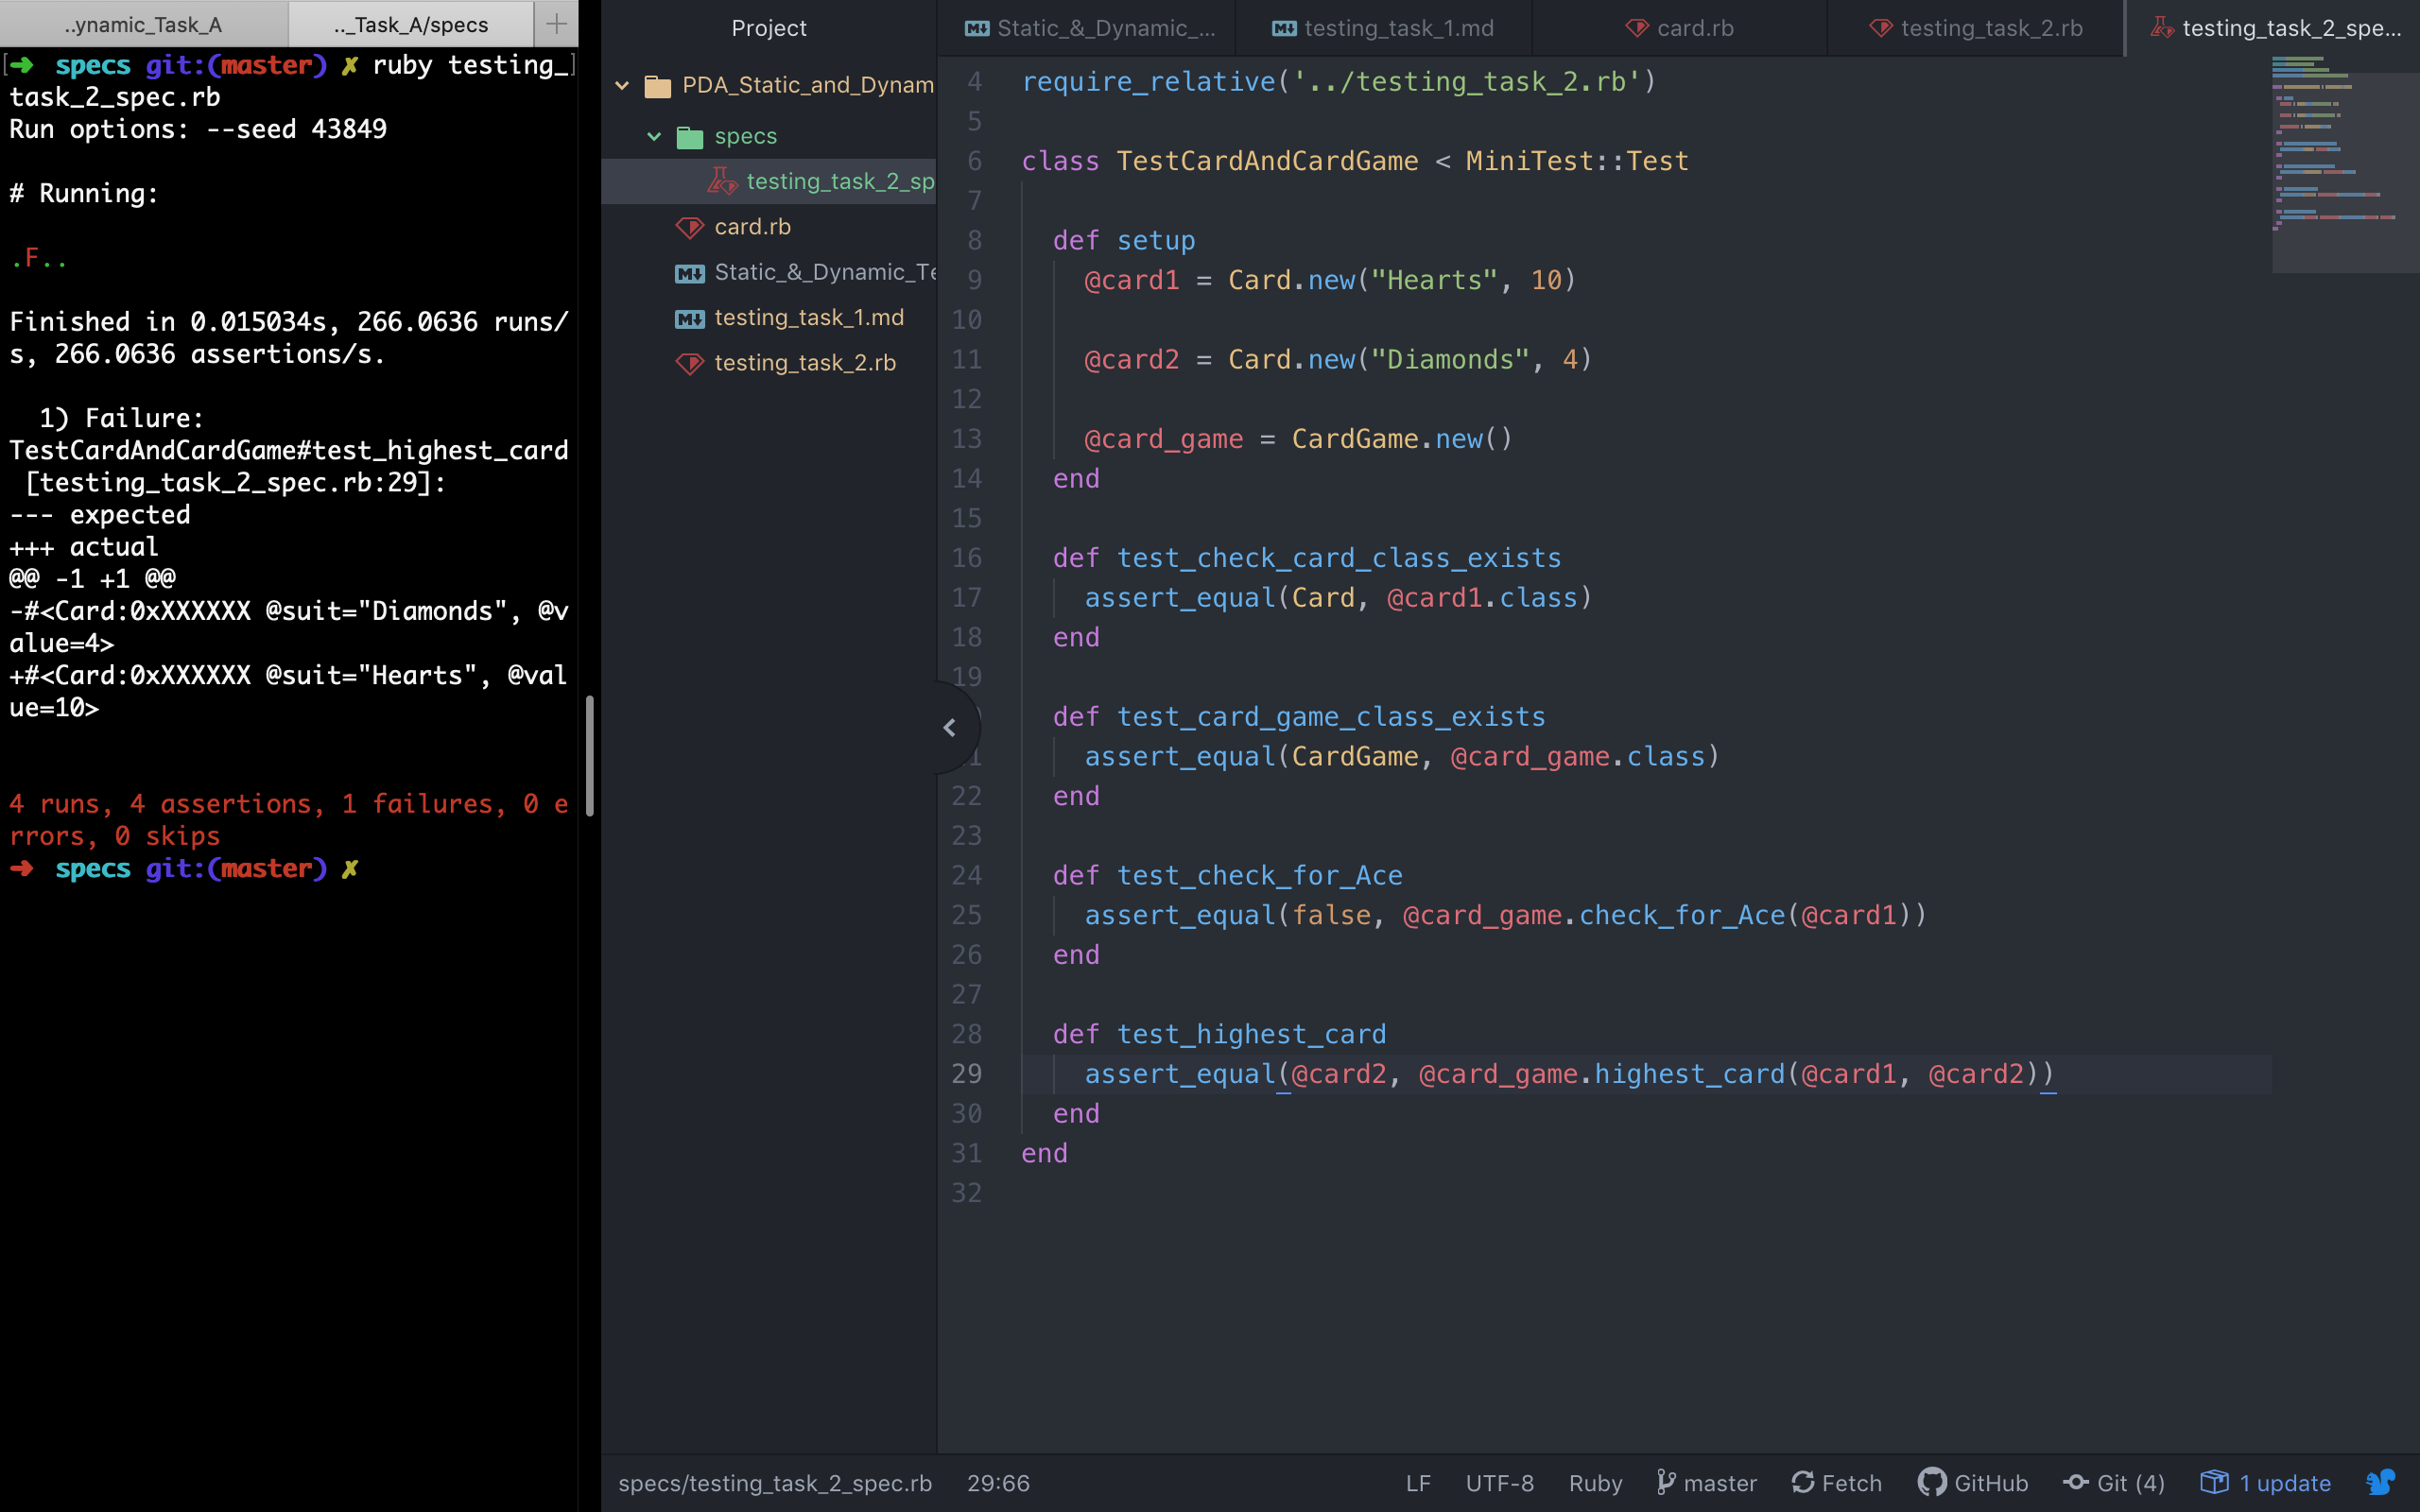 ..ynamic_Task_A
.._Task_A/specs
[➜  specs git:(master) ✗ ruby testing_]
task_2_spec.rb
Run options: --seed 43849
# Running:
.F..
Finished in 0.015034s, 266.0636 runs/
s, 266.0636 assertions/s.
1) Failure:
TestCardAndCardGame#test_highest_card
[testing_task_2_spec.rb:29]:
--- expected
+++ actual
@@ -1 +1 @@
-#<Card:0xXXXXXX @suit="Diamonds", @v
alue=4>
+#<Card:0xXXXXXX @suit="Hearts", @val
ue=10>
4 runs, 4 assertions, 1 failures, 0 e
rrors, 0 skips
➜  specs git:(master) ✗
Project
PDA_Static_and_Dynam
specs
testing_task_2_sp
card.rb
Static_&_Dynamic_Te
testing_task_1.md
testing_task_2.rb
Static_&_Dynamic_...
testing_task_1.md
card.rb
testing_task_2.rb
testing_task_2_spe...
4 require_relative('../testing_task_2.rb')
5
6 class TestCardAndCardGame < MiniTest::Test
7
8 def setup
9 @card1 = Card.new("Hearts", 10)
10
11 @card2 = Card.new("Diamonds", 4)
12
13 @card_game = CardGame.new()
14 end
15
16 def test_check_card_class_exists
17 assert_equal(Card, @card1.class)
18 end
19
def test_card_game_class_exists
1 assert_equal(CardGame, @card_game.class)
22 end
23
24 def test_check_for_Ace
25 assert_equal(false, @card_game.check_for_Ace(@card1))
26 end
27
28 def test_highest_card
29 assert_equal(@card2, @card_game.highest_card(@card1, @card2))
30 end
31 end
32
specs/testing_task_2_spec.rb 29:66
LF UTF-8 Ruby master Fetch GitHub Git (4) 1 update